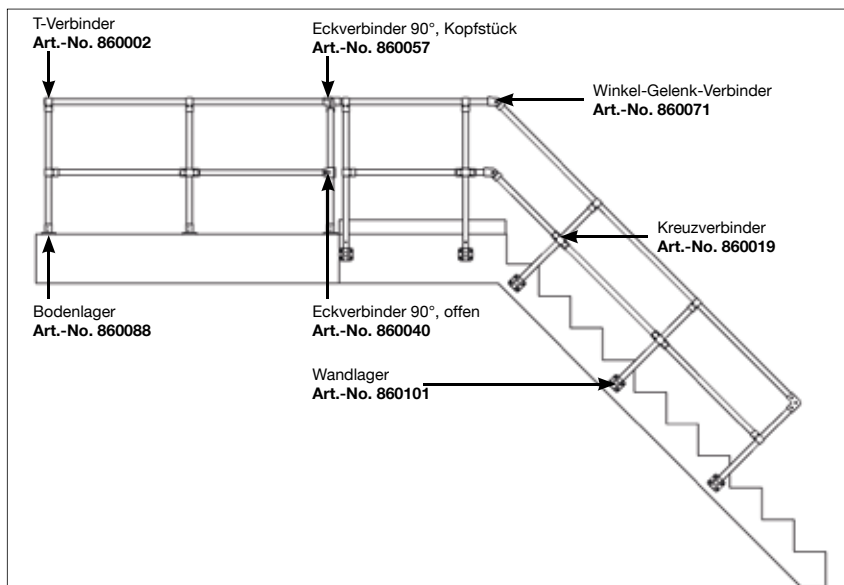 T-Verbinder
Art.-No. 860002
Eckverbinder 90°, Kopfstück
Art.-No. 860057
Winkel-Gelenk-Verbinder
Art.-No. 860071
Kreuzverbinder
Art.-No. 860019
Bodenlager
Art.-No. 860088
Eckverbinder 90°, offen
Art.-No. 860040
Wandlager
Art.-No. 860101